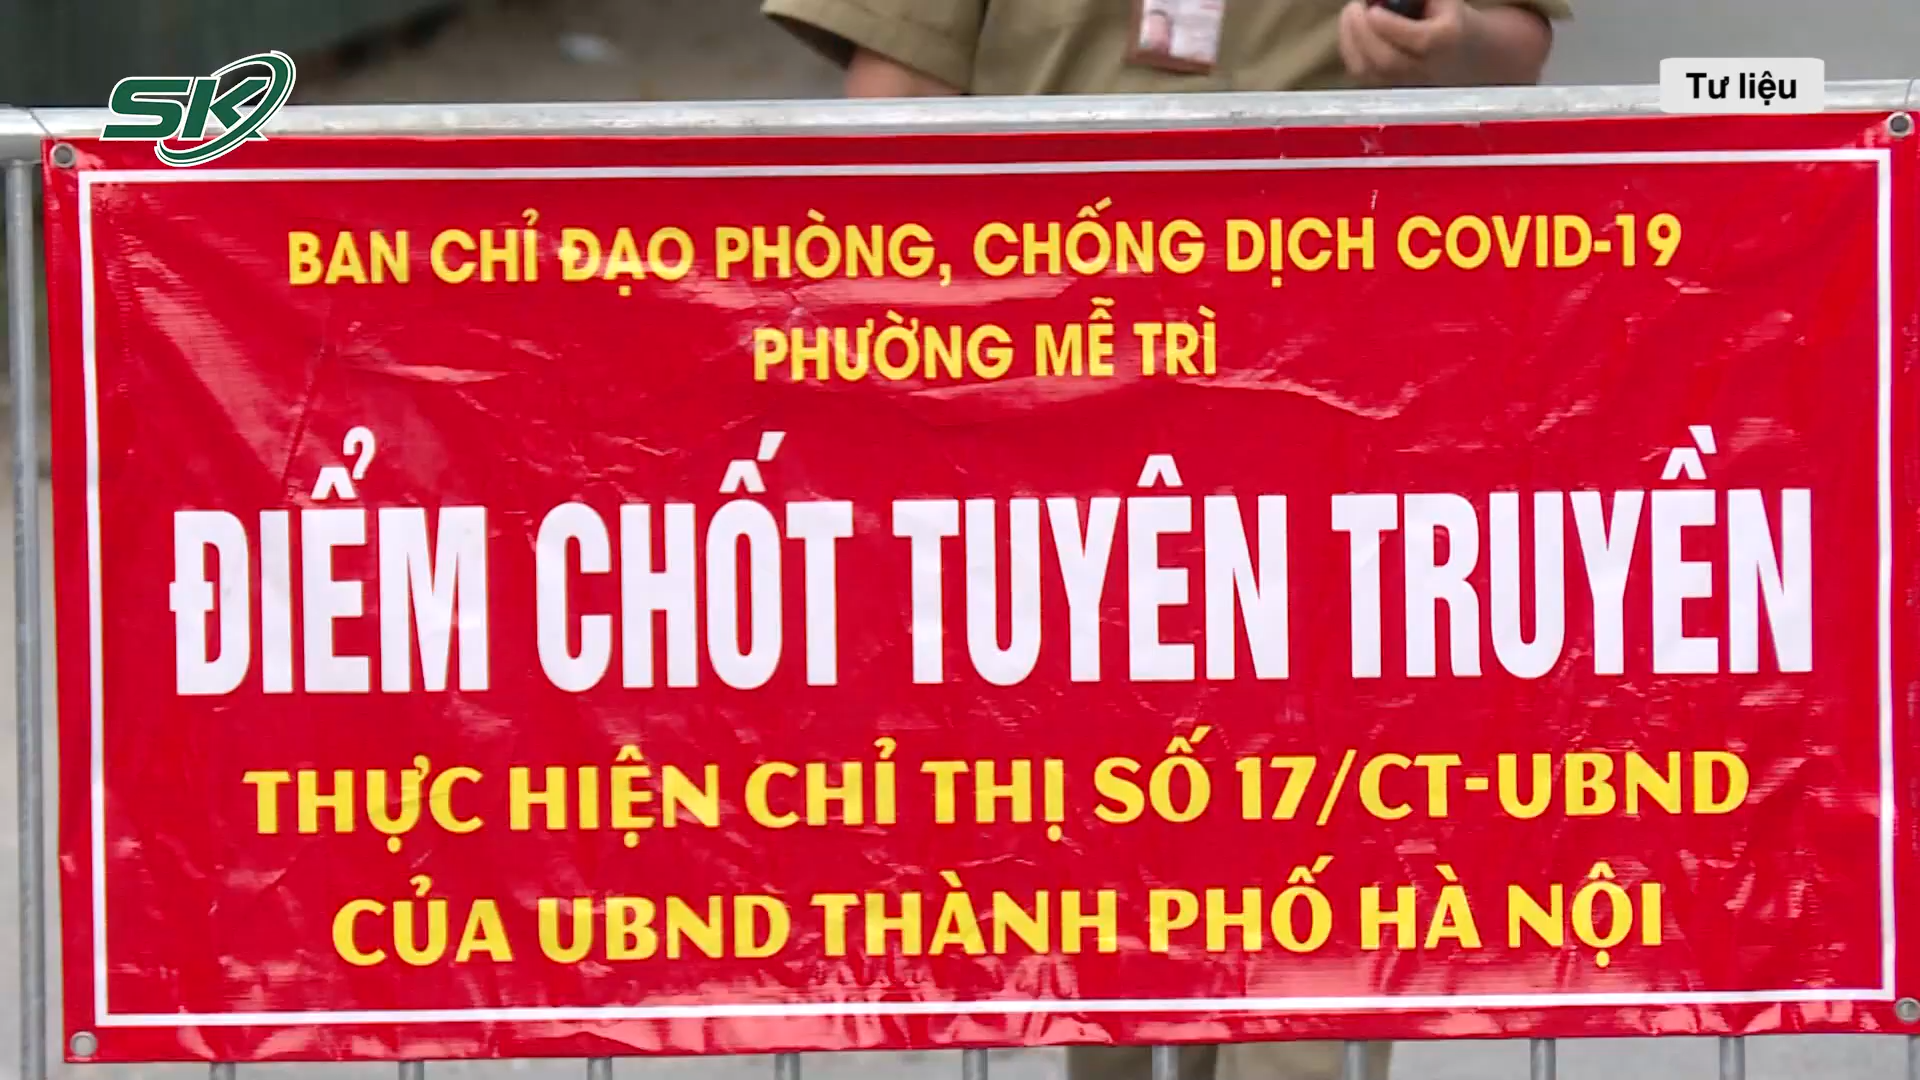 SK
Tư liệu
BAN CHỈ ĐẠO PHÒNG, CHỐNG DỊCH COVID-19
PHƯỜNG MỄ TRÌ
ĐIỂM CHỐT TUYÊN TRUYỀN
THỰC HIỆN CHỈ THỊ SỐ 17/CT-UBND
CỦA UBND THÀNH PHỐ HÀ NỘI